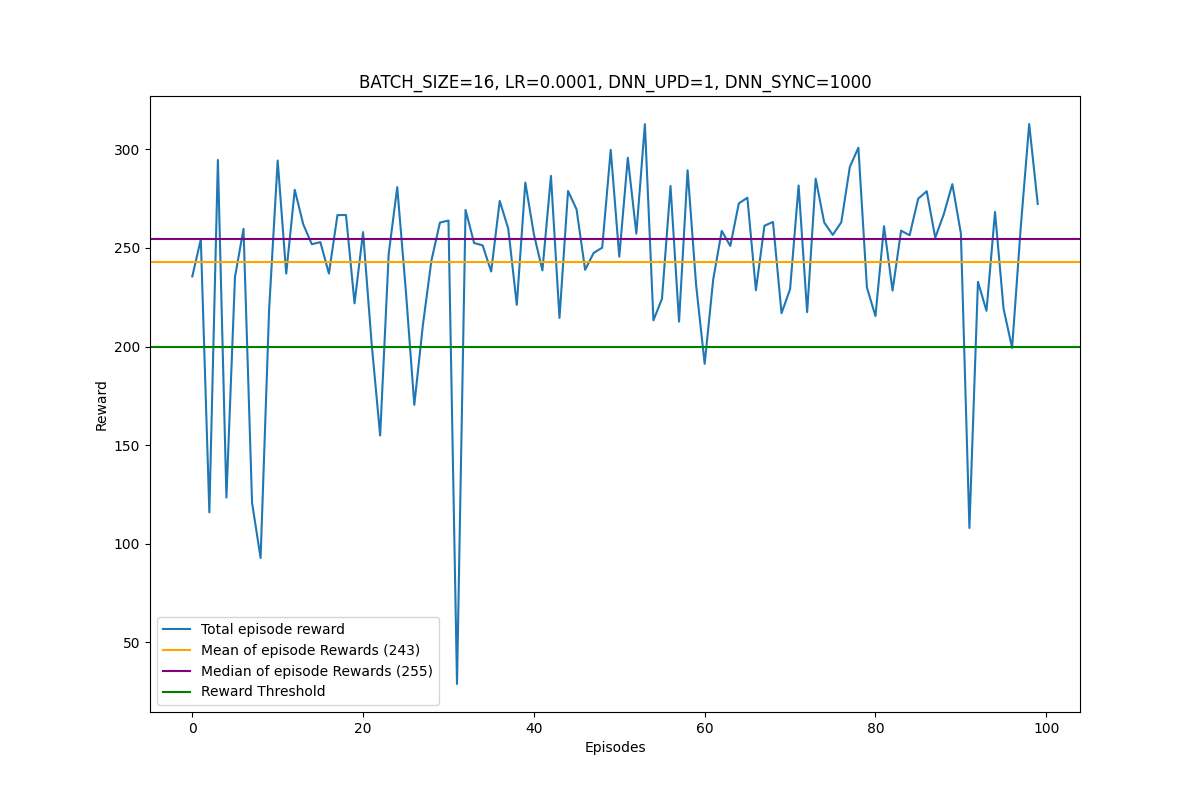 BATCH_SIZE=16, LR=0.0001, DNN_UPD=1, DNN_SYNC=1000
300
250
200
150
100
50
Reward
Total episode reward
Mean of episode Rewards (243)
Median of episode Rewards (255)
Reward Threshold
0 20 40 60 80 100
Episodes